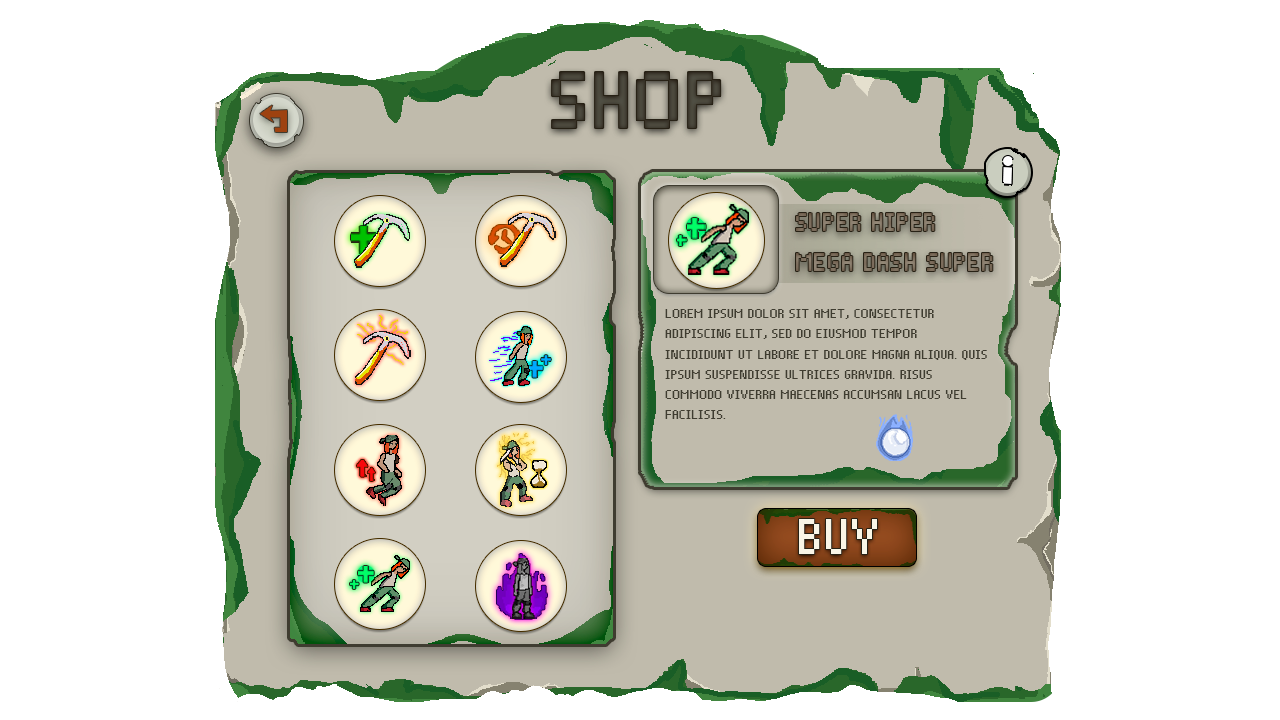 SHOP
i
SUPER HIPER
MEGA DASH SUPER
LOREM IPSUM DOLOR SIT AMET, CONSECTETUR
ADIPISCING ELIT, SED DO EIUSMOD TEMPOR
INCIDIDUNT UT LABORE ET DOLORE MAGNA ALIQUA. QUIS
IPSUM SUSPENDISSE ULTRICES GRAVIDA. RISUS
COMMODO VIVERRA MAECENAS ACCUMSAN LACUS VEL
FACILISIS.
BUY